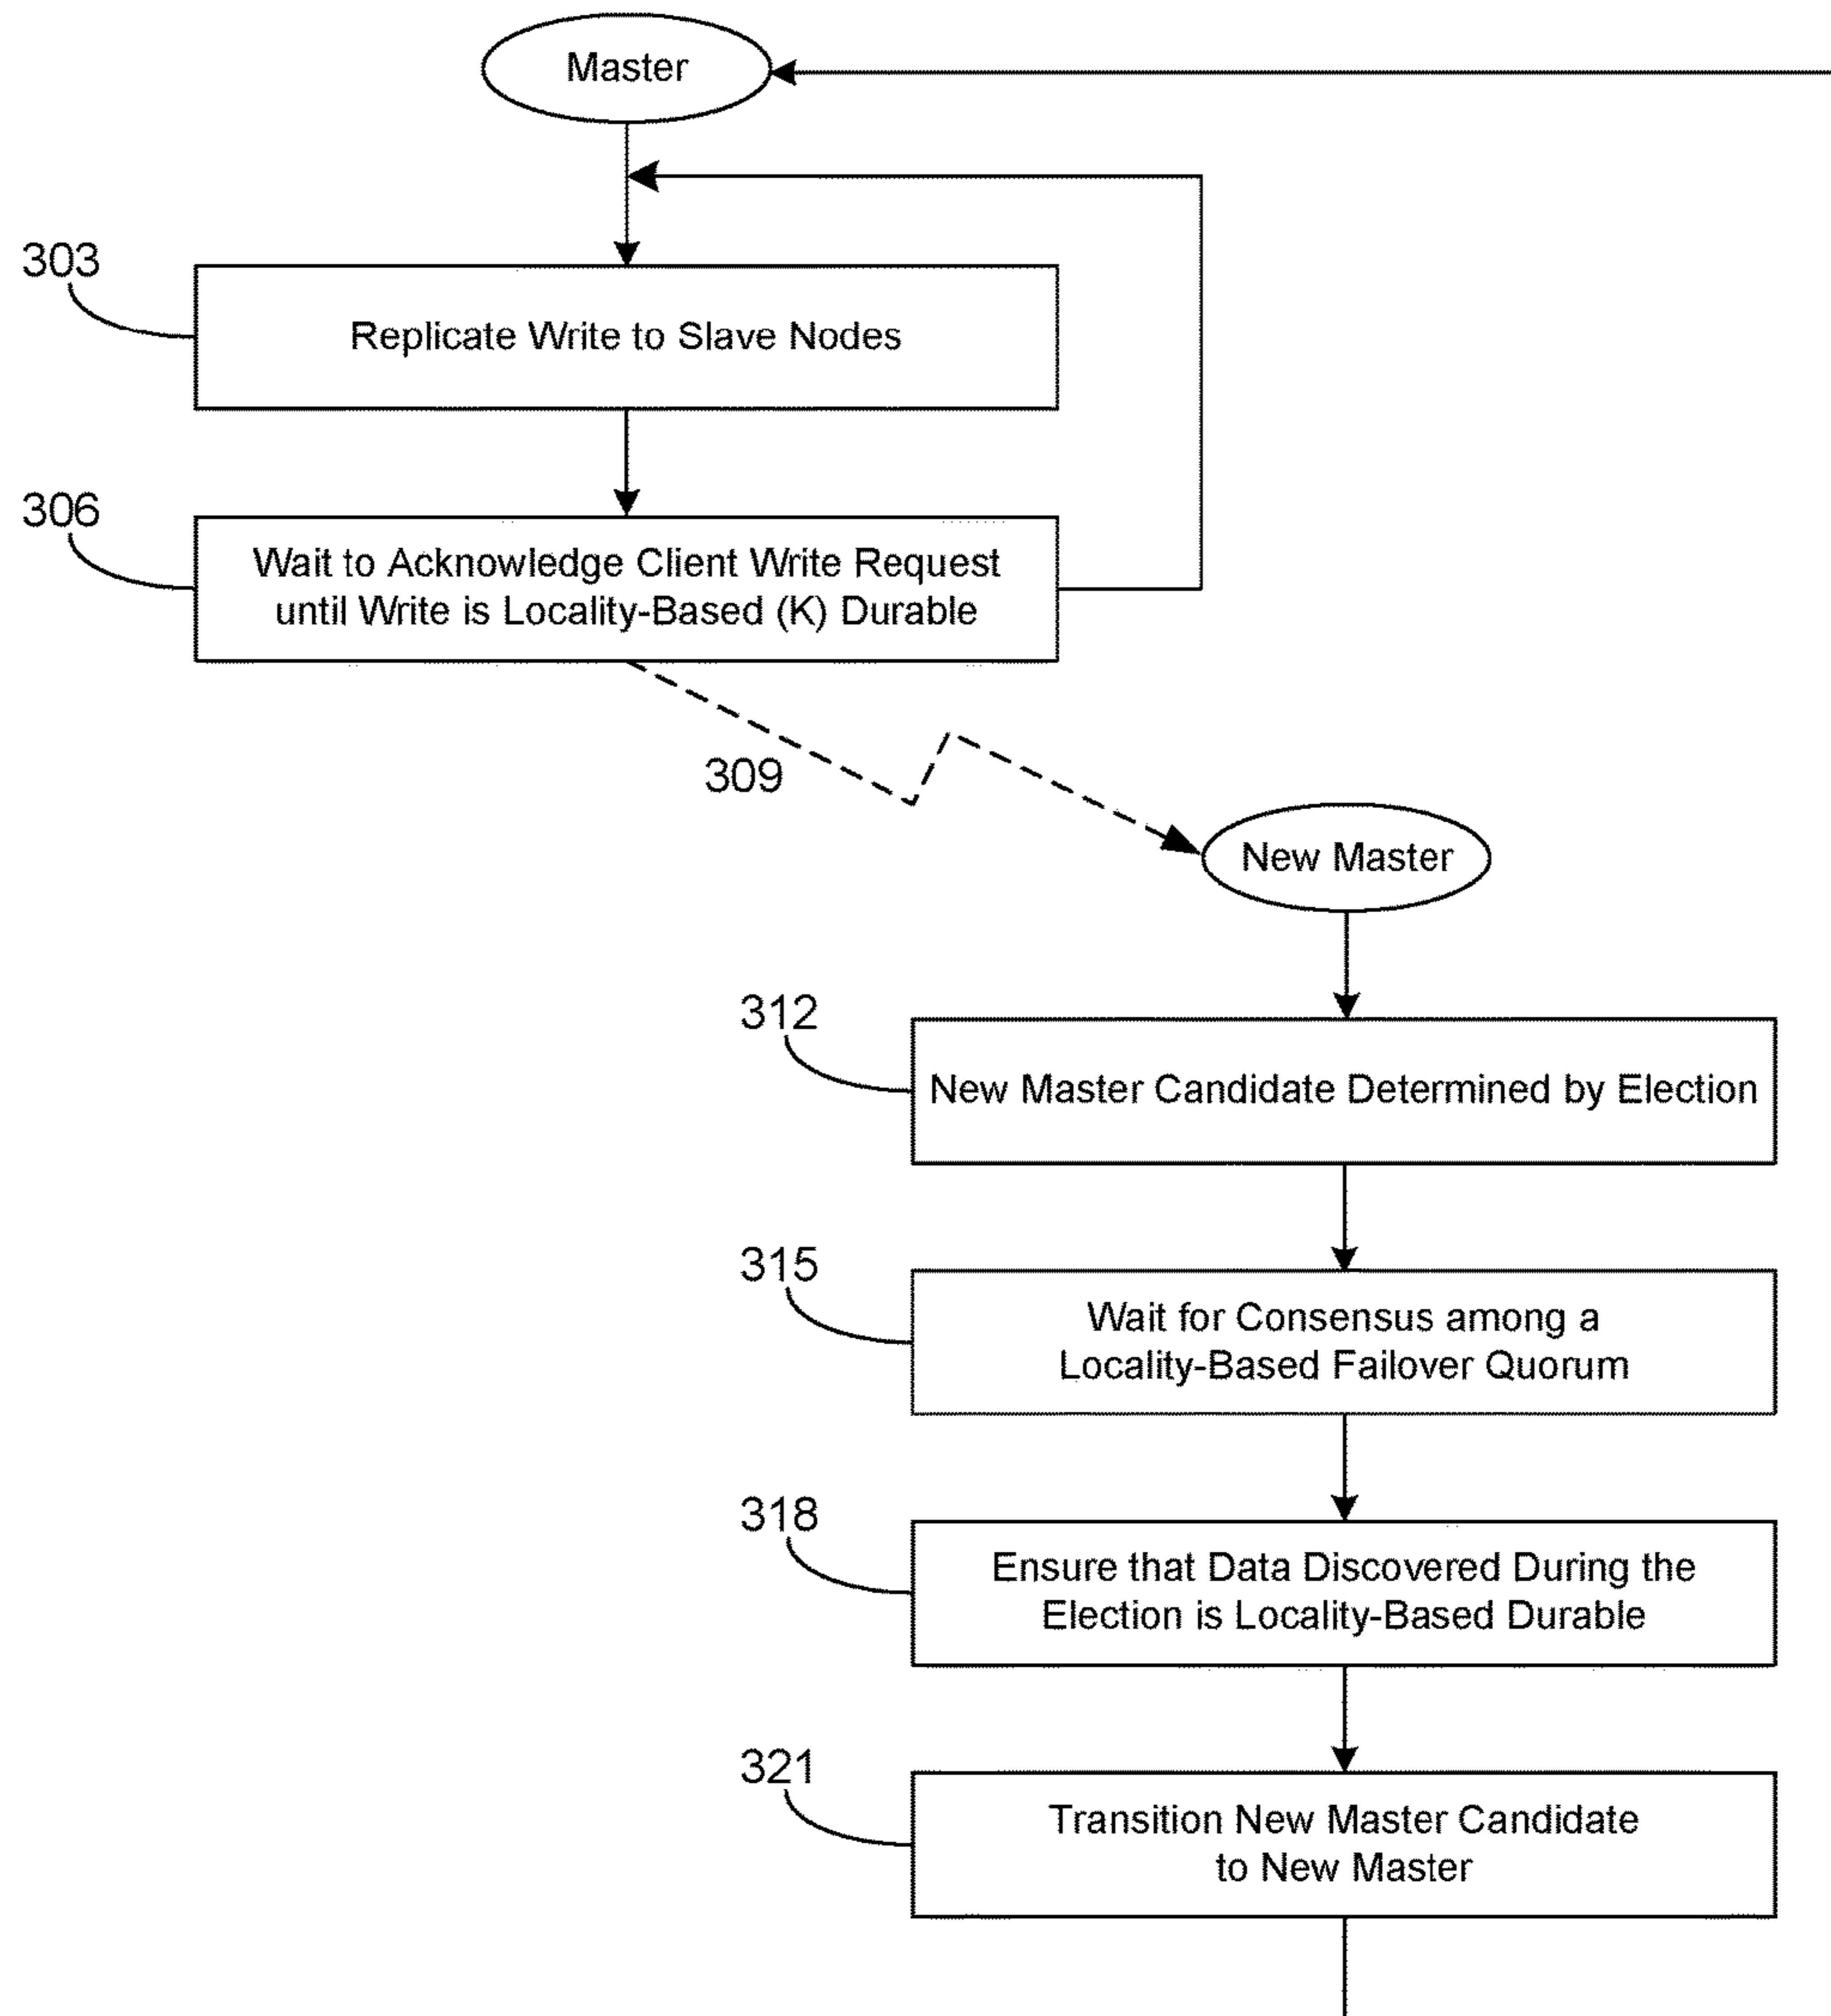 Master
303
Replicate Write to Slave Nodes
306
Wait to Acknowledge Client Write Request
until Write is Locality-Based (K) Durable
309
New Master
312
New Master Candidate Determined by Election
315
Wait for Consensus among a
Locality-Based Failover Quorum
318
Ensure that Data Discovered During the
Election is Locality-Based Durable
321
Transition New Master Candidate
to New Master